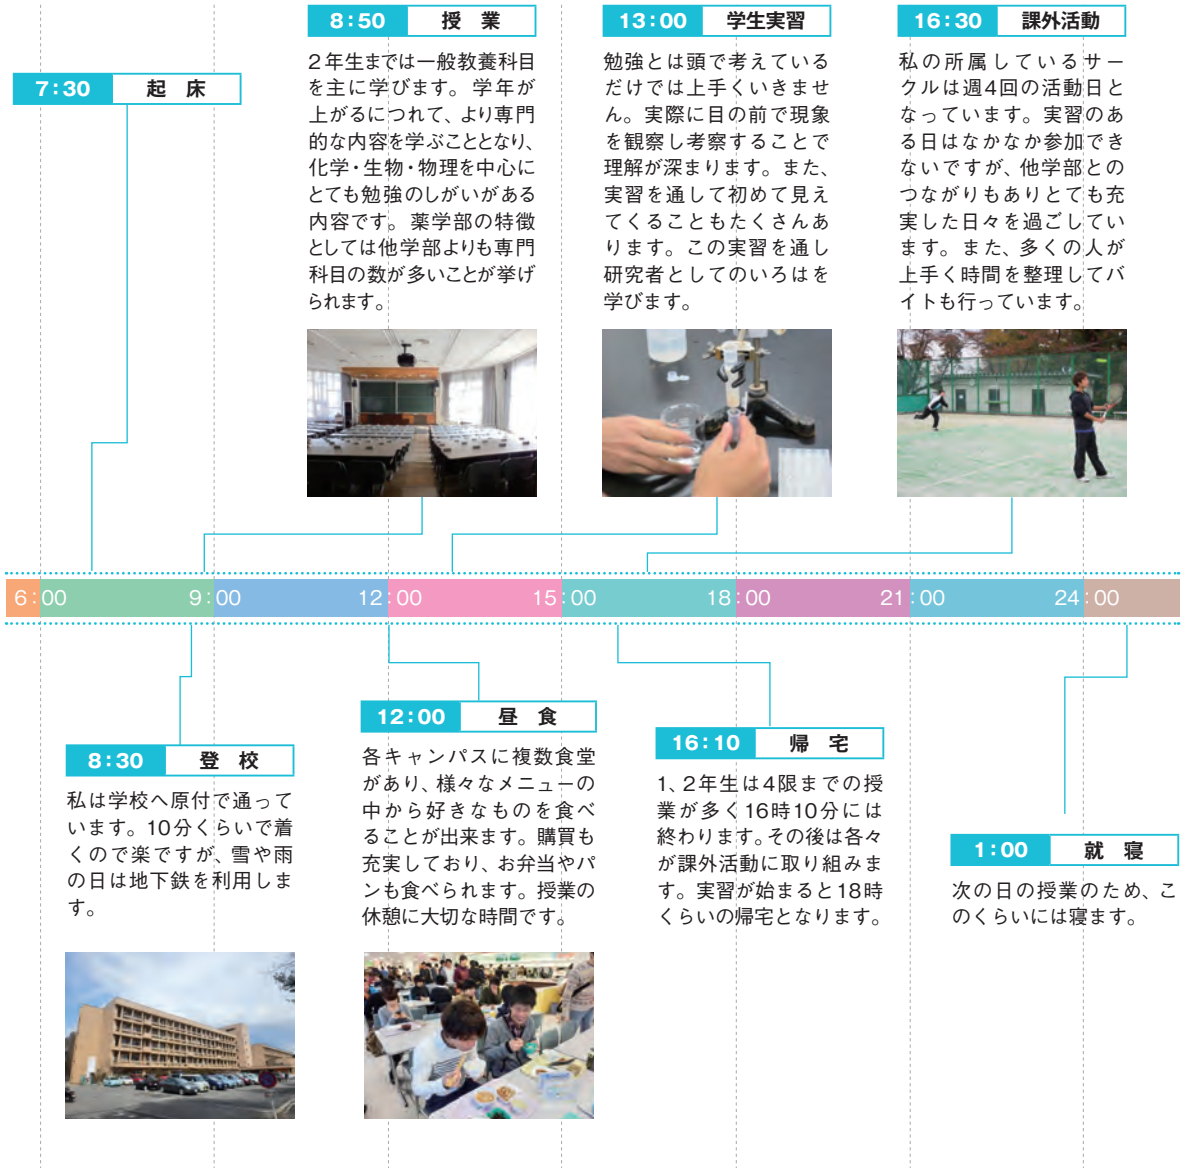 7:30 起 床
8:50 授 業
2年生までは一般教養科目
を主に学びます。学年が
上がるにつれて、より専門
的な内容を学ぶこととなり、
化学・生物・物理を中心に
とても勉強のしがいがある
内容です。薬学部の特徴
としては他学部よりも専門
科目の数が多いことが挙げ
られます。
13:00 学生実習
勉強とは頭で考えている
だけでは上手くいきませ
ん。実際に目の前で現象
を観察し考察することで
理解が深まります。また、
実習を通して初めて見え
てくることもたくさんあ
ります。この実習を通し
研究者としてのいろはを
学びます。
16:30 課外活動
私の所属しているサー
クルは週4回の活動日と
なっています。実習のあ
る日はなかなか参加でき
ないですが、他学部との
つながりもありとても充
実した日々を過ごしてい
ます。また、多くの人が
上手く時間を整理してバ
イトも行っています。
6:00 9:00 12:00 15:00 18:00 21:00 24:00
8:30 登 校
私は学校へ原付で通って
います。10分くらいで着
くので楽ですが、雪や雨
の日は地下鉄を利用しま
す。
12:00 昼 食
各キャンパスに複数食堂
があり、様々なメニューの
中から好きなものを食べ
ることが出来ます。購買も
充実しており、お弁当やパ
ンも食べられます。授業の
休憩に大切な時間です。
16:10 帰 宅
1、2年生は4限までの授
業が多く16時10分には
終わります。その後は各々
が課外活動に取り組みま
す。実習が始まると18時
くらいの帰宅となります。
1:00 就 寝
次の日の授業のため、こ
のくらいには寝ます。